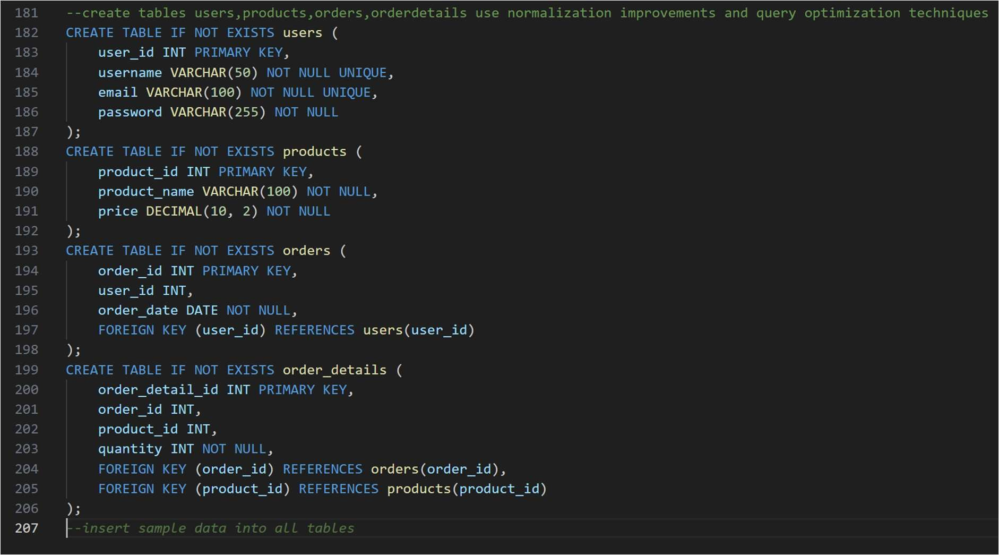 181 --create tables users,products,orders,orderdetails use normalization improvements and query optimization techniques
182 CREATE TABLE IF NOT EXISTS users (
183     user_id INT PRIMARY KEY,
184     username VARCHAR(50) NOT NULL UNIQUE,
185     email VARCHAR(100) NOT NULL UNIQUE,
186     password VARCHAR(255) NOT NULL
187 );
188 CREATE TABLE IF NOT EXISTS products (
189     product_id INT PRIMARY KEY,
190     product_name VARCHAR(100) NOT NULL,
191     price DECIMAL(10, 2) NOT NULL
192 );
193 CREATE TABLE IF NOT EXISTS orders (
194     order_id INT PRIMARY KEY,
195     user_id INT,
196     order_date DATE NOT NULL,
197     FOREIGN KEY (user_id) REFERENCES users(user_id)
198 );
199 CREATE TABLE IF NOT EXISTS order_details (
200     order_detail_id INT PRIMARY KEY,
201     order_id INT,
202     product_id INT,
203     quantity INT NOT NULL,
204     FOREIGN KEY (order_id) REFERENCES orders(order_id),
205     FOREIGN KEY (product_id) REFERENCES products(product_id)
206 );
207 --insert sample data into all tables